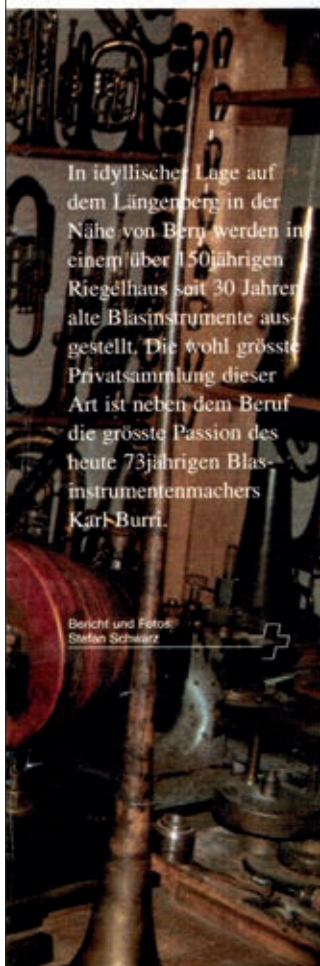 In idyllischer Lage auf
dem Längenberg in der
Nähe von Bern werden in
einem über 150jährigen
Riegelhaus seit 30 Jahren
alte Blasinstrumente aus-
gestellt. Die wohl grösste
Privatsammlung dieser
Art ist neben dem Beruf
die grösste Passion des
heute 73jährigen Blas-
instrumentenmachers
Karl Burri.
Bericht und Fotos:
Stefan Schwarz